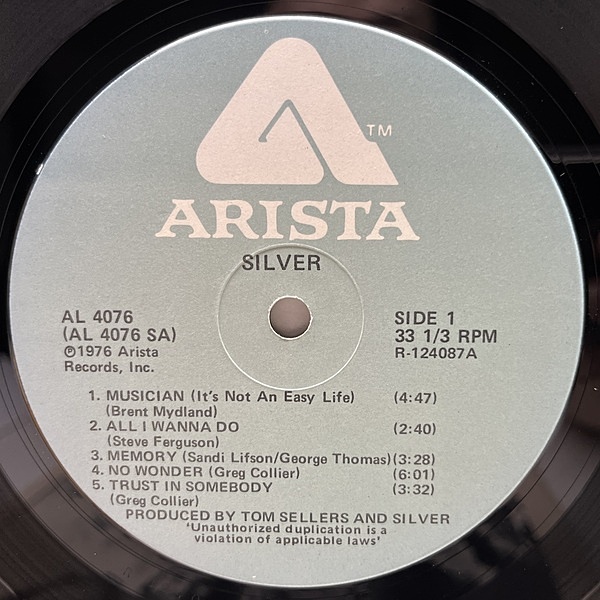 TM
ARISTA
SILVER
AL 4076
(AL 4076 SA)
℗1976 Arista
Records, Inc.
SIDE 1
33 1/3 RPM
R-124087A
1. MUSICIAN (It's Not An Easy Life) (4:47)
(Brent Mydland)
2. ALL I WANNA DO (2:40)
(Steve Ferguson)
3. MEMORY (Sandi Lifson/George Thomas) (3:28)
4. NO WONDER (Greg Collier) (6:01)
5. TRUST IN SOMEBODY (3:32)
(Greg Collier)
PRODUCED BY TOM SELLERS AND SILVER
'Unauthorized duplication is a
violation of applicable laws'